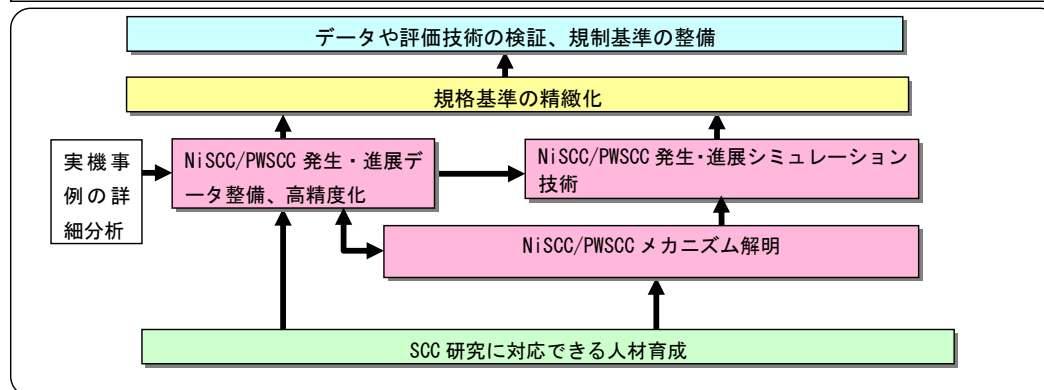 データや評価技術の検証、規制基準の整備
規格基準の精緻化
実機事
例の詳
細分析
NiSCC/PWSCC 発生・進展デ
ータ整備、高精度化
NiSCC/PWSCC 発生・進展シミュレーション
技術
NiSCC/PWSCC メカニズム解明
SCC 研究に対応できる人材育成